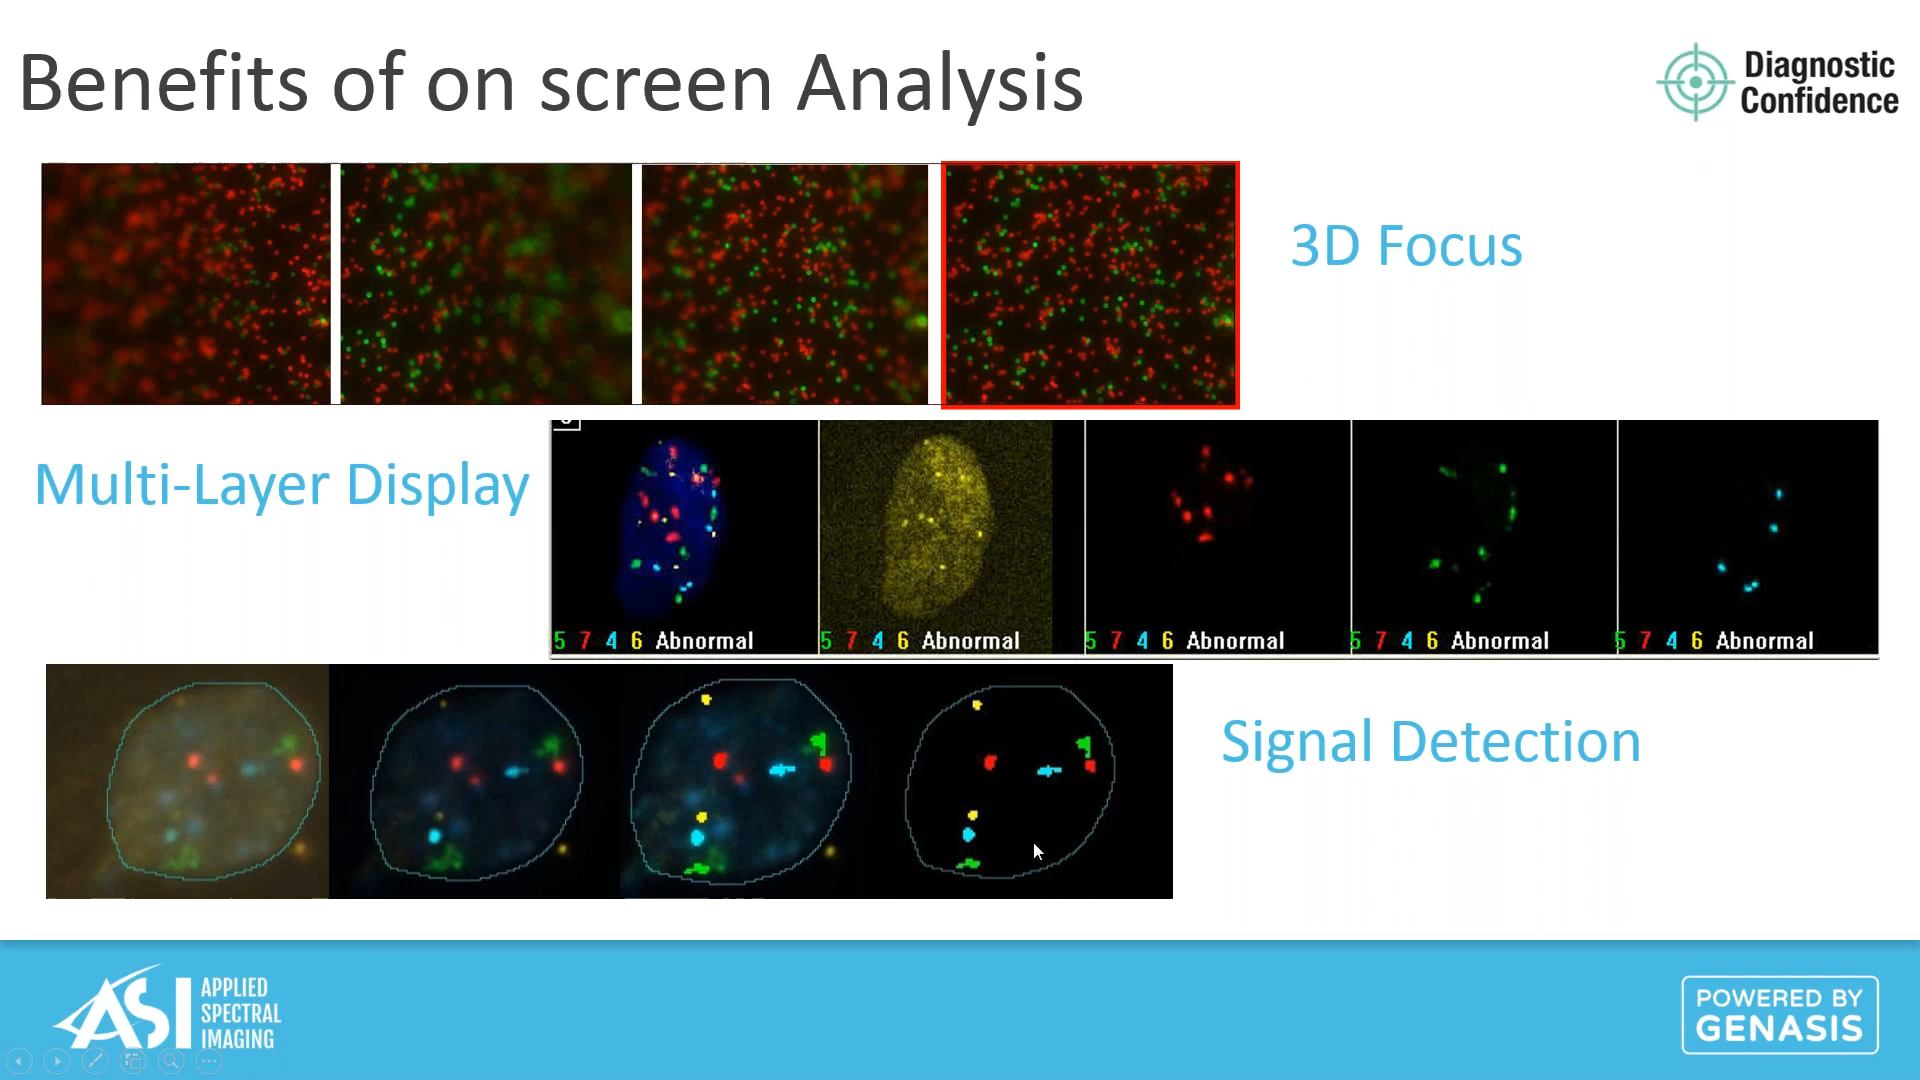 Benefits of on screen Analysis
Diagnostic
Confidence
3D Focus
Multi-Layer Display
5 7 4 6 Abnormal
5 7 4 6 Abnormal
5 7 4 6 Abnormal
5 7 4 6 Abnormal
5 7 4 6 Abnormal
Signal Detection
ASI
APPLIED
SPECTRAL
IMAGING
POWERED BY
GENASIS